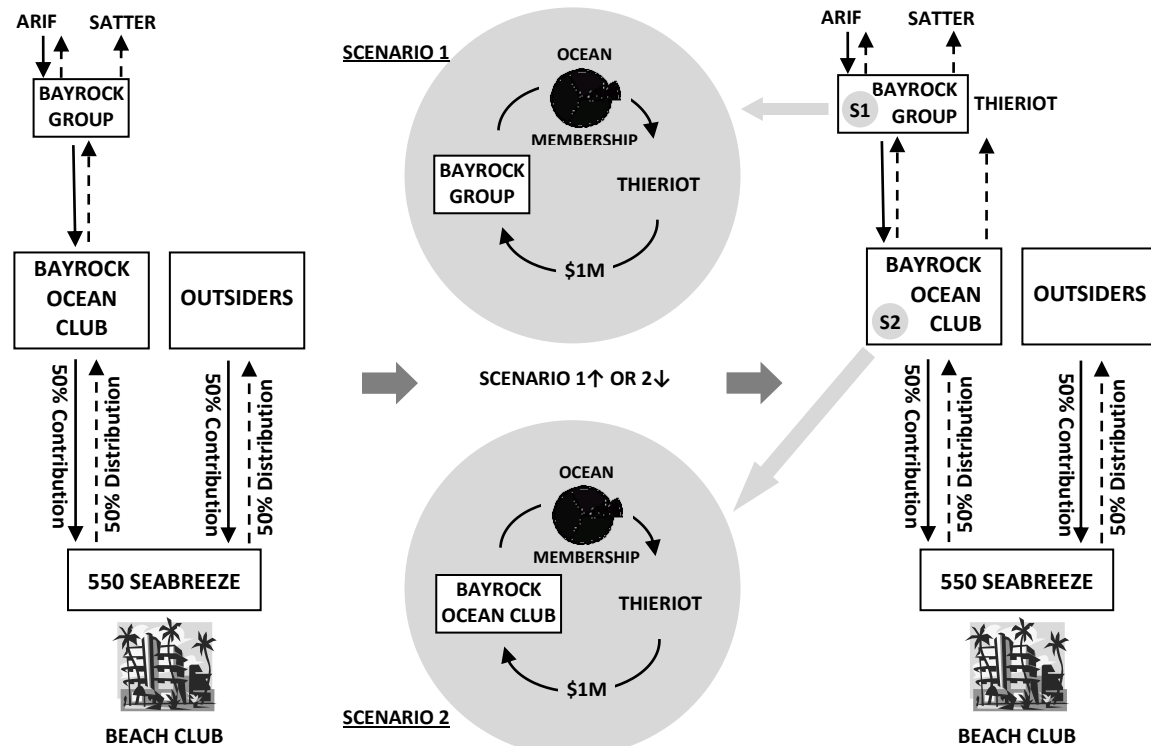 ARIF
SATTER
BAYROCK
GROUP
BAYROCK
OCEAN
CLUB
OUTSIDERS
50% Contribution
50% Distribution
50% Contribution
50% Distribution
550 SEABREEZE
BEACH CLUB
SCENARIO 1
OCEAN
MEMBERSHIP
BAYROCK
GROUP
THIERIOT
$1M
SCENARIO 1↑ OR 2↓
OCEAN
MEMBERSHIP
BAYROCK
OCEAN CLUB
THIERIOT
$1M
SCENARIO 2
ARIF
SATTER
S1
BAYROCK
GROUP
THIERIOT
BAYROCK
OCEAN
CLUB
S2
OUTSIDERS
50% Contribution
50% Distribution
50% Contribution
50% Distribution
550 SEABREEZE
BEACH CLUB